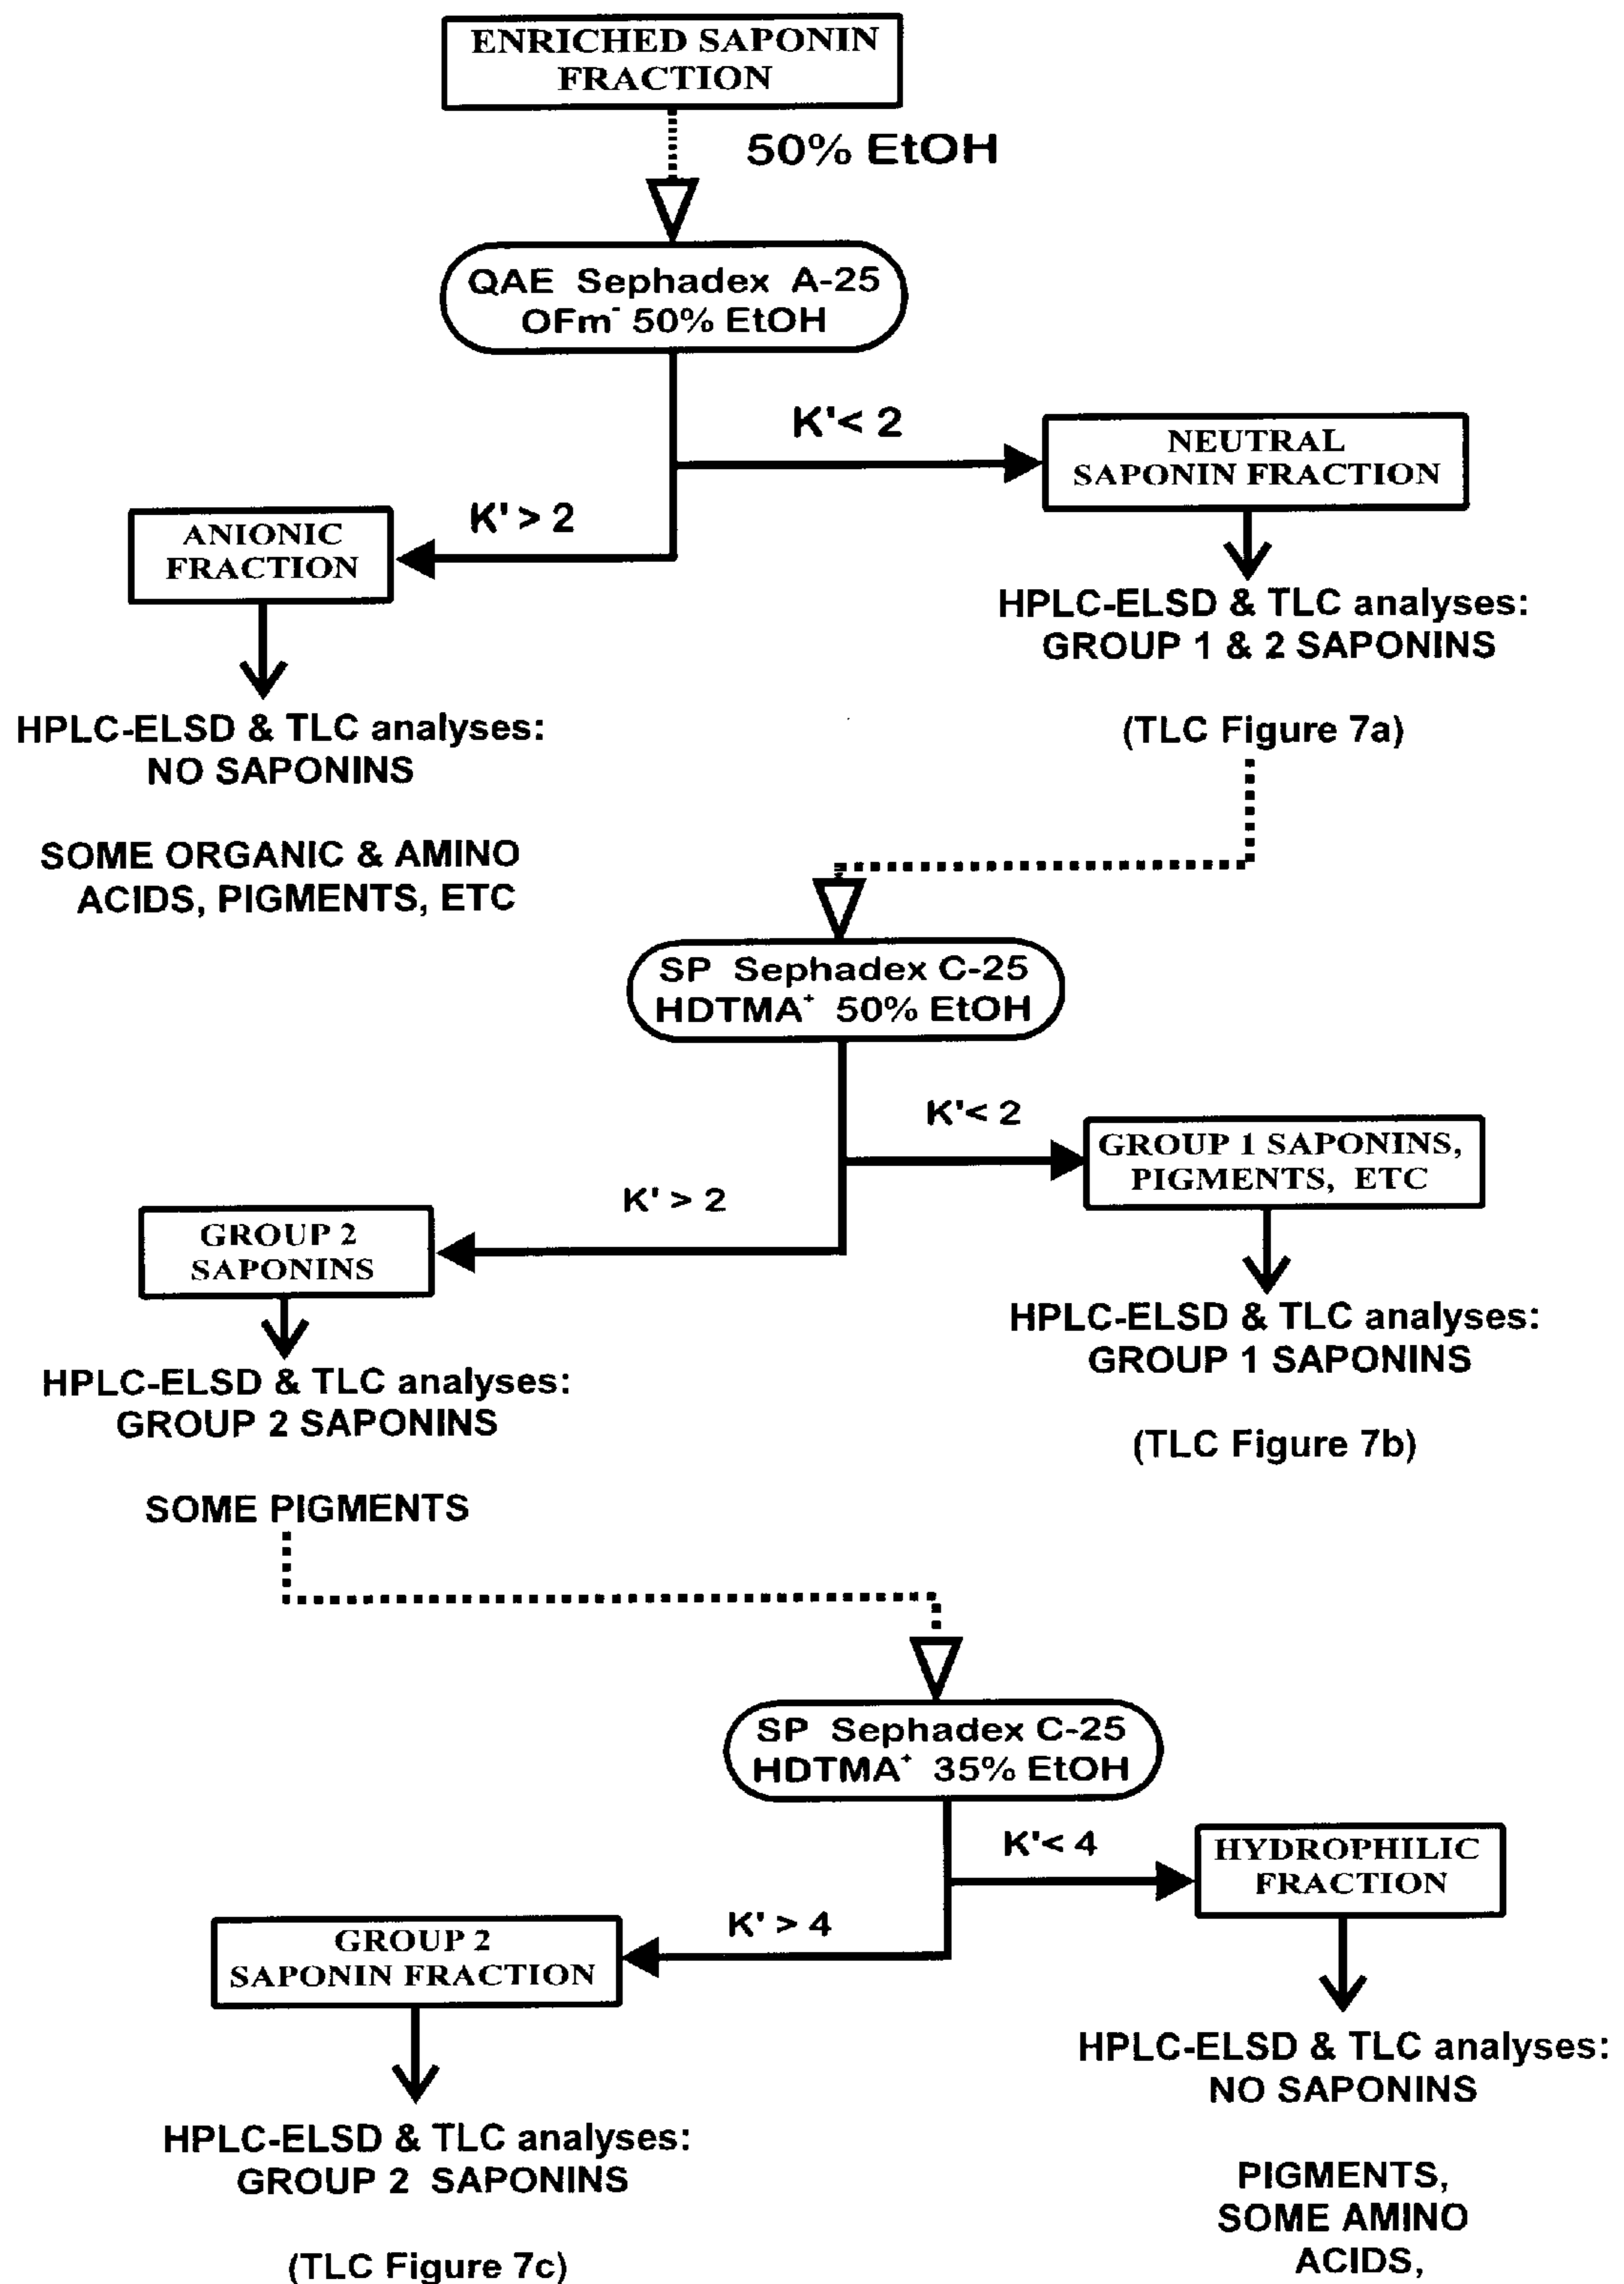 ENRICHED SAPONIN
FRACTION
50% EtOH
QAE Sephadex A-25
OFm⁻ 50% EtOH
K'< 2
NEUTRAL
SAPONIN FRACTION
K' > 2
ANIONIC
FRACTION
HPLC-ELSD & TLC analyses:
GROUP 1 & 2 SAPONINS
(TLC Figure 7a)
HPLC-ELSD & TLC analyses:
NO SAPONINS
SOME ORGANIC & AMINO
ACIDS, PIGMENTS, ETC
SP Sephadex C-25
HDTMA⁺ 50% EtOH
K'< 2
GROUP 1 SAPONINS,
PIGMENTS, ETC
K' > 2
GROUP 2
SAPONINS
HPLC-ELSD & TLC analyses:
GROUP 1 SAPONINS
(TLC Figure 7b)
HPLC-ELSD & TLC analyses:
GROUP 2 SAPONINS
SOME PIGMENTS
SP Sephadex C-25
HDTMA⁺ 35% EtOH
K'< 4
HYDROPHILIC
FRACTION
K' > 4
GROUP 2
SAPONIN FRACTION
HPLC-ELSD & TLC analyses:
NO SAPONINS
PIGMENTS,
SOME AMINO
ACIDS,
HPLC-ELSD & TLC analyses:
GROUP 2 SAPONINS
(TLC Figure 7c)